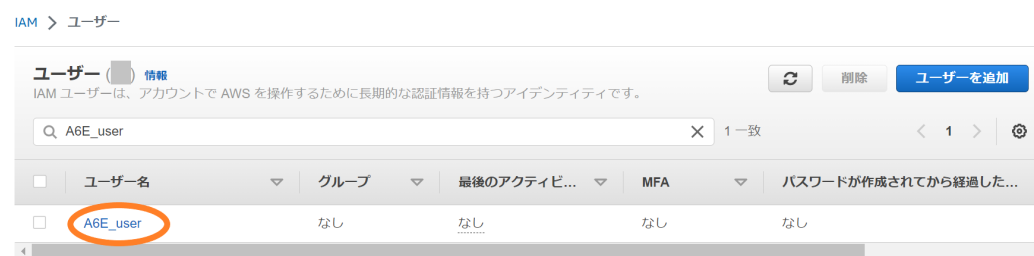 IAM > ユーザー
ユーザー ( ) 情報
削除
ユーザーを追加
IAM ユーザーは、アカウントで AWS を操作するために長期的な認証情報を持つアイデンティティです。
A6E_user
1 一致
< 1 >
ユーザー名 グループ 最後のアクティビ... MFA パスワードが作成されてから経過した...
A6E_user なし なし なし なし